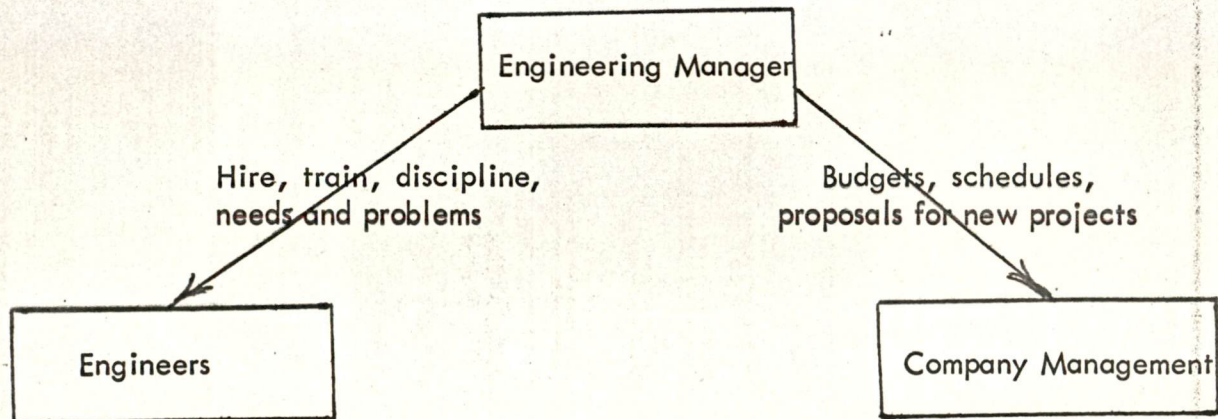 Engineering Manager
Hire, train, discipline,
needs and problems
Budgets, schedules,
proposals for new projects
Engineers
Company Management